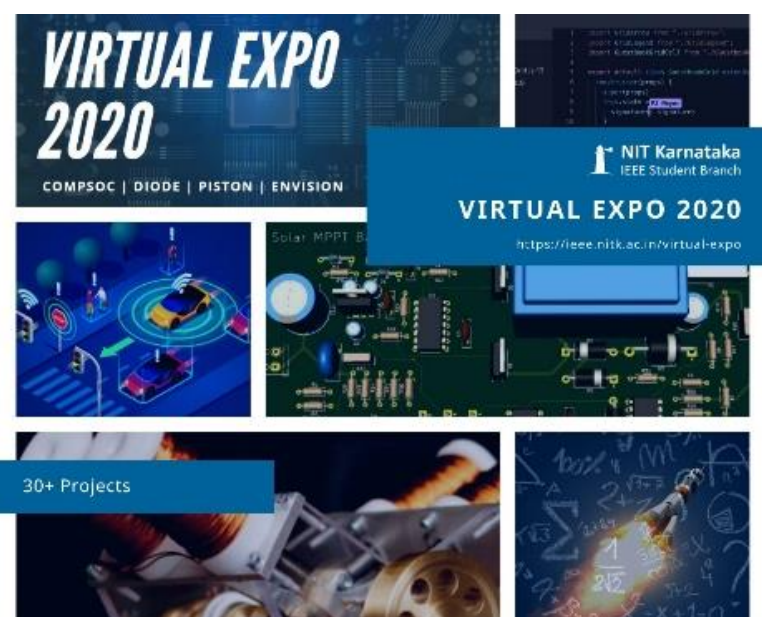 VIRTUAL EXPO
2020
COMPSOC | DIODE | PISTON | ENVISION
NIT Karnataka
IEEE Student Branch
VIRTUAL EXPO 2020
https://ieee.nitk.ac.in/virtual-expo
Solar MPPT
30+ Projects
100%